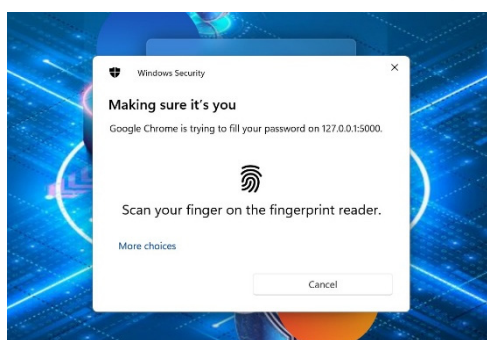 Windows Security
Making sure it's you
Google Chrome is trying to fill your password on 127.0.0.1:5000.
Scan your finger on the fingerprint reader.
More choices
Cancel